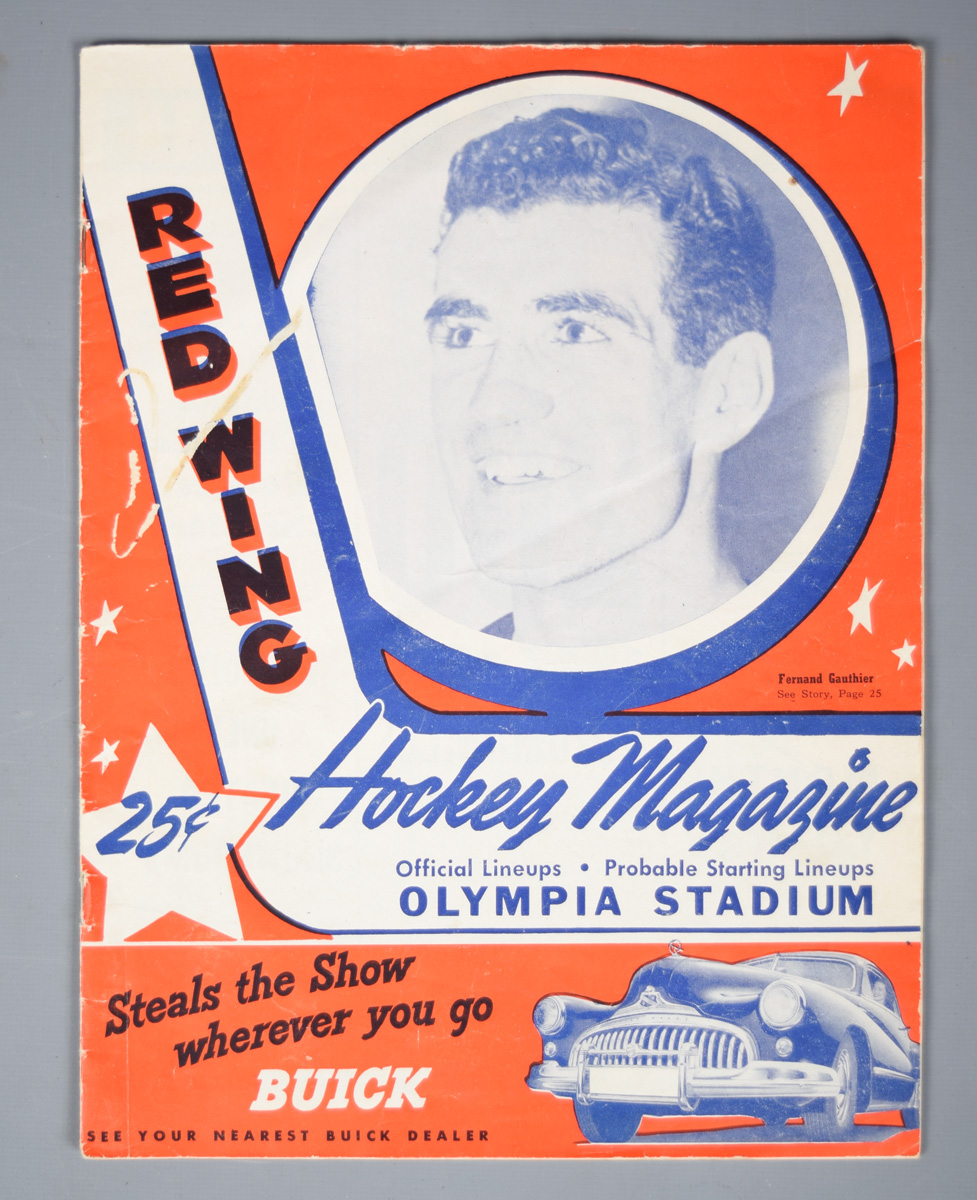 RED WING
Fernand Gauthier
See Story, Page 25
Hockey Magazine
25¢
Official Lineups • Probable Starting Lineups
OLYMPIA STADIUM
Steals the Show
wherever you go
BUICK
SEE YOUR NEAREST BUICK DEALER